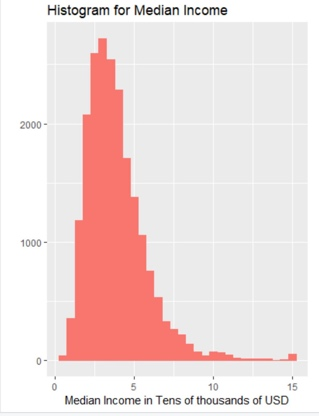 Histogram for Median Income
2000
1000
0
0 5 10 15
Median Income in Tens of thousands of USD